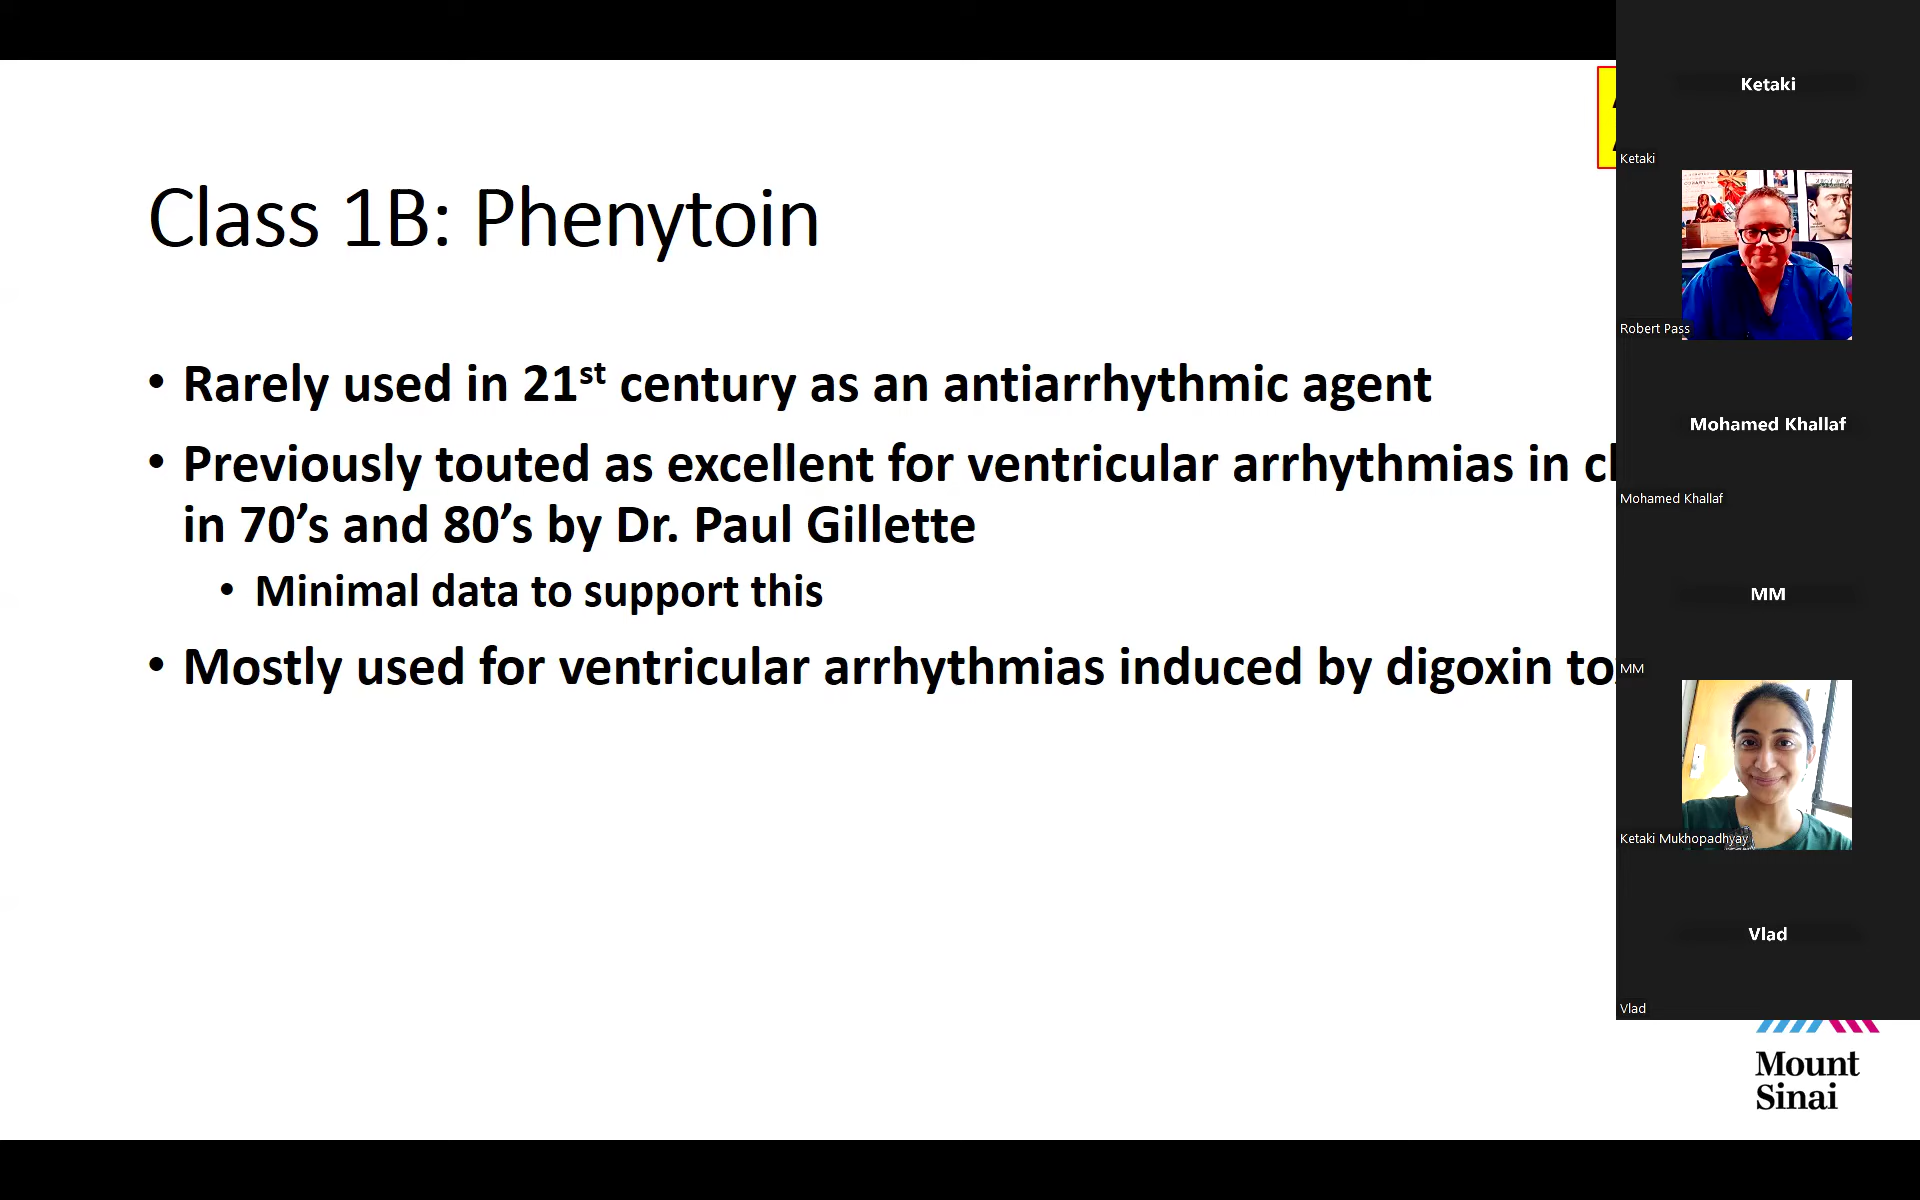 Class 1B: Phenytoin
• Rarely used in 21st century as an antiarrhythmic agent
• Previously touted as excellent for ventricular arrhythmias in
in 70’s and 80’s by Dr. Paul Gillette
• Minimal data to support this
• Mostly used for ventricular arrhythmias induced by digoxin
Ketaki
Ketaki
Robert Pass
Mohamed Khallaf
Mohamed Khallaf
MM
MM
Ketaki Mukhopadhyay
Vlad
Vlad
Mount
Sinai